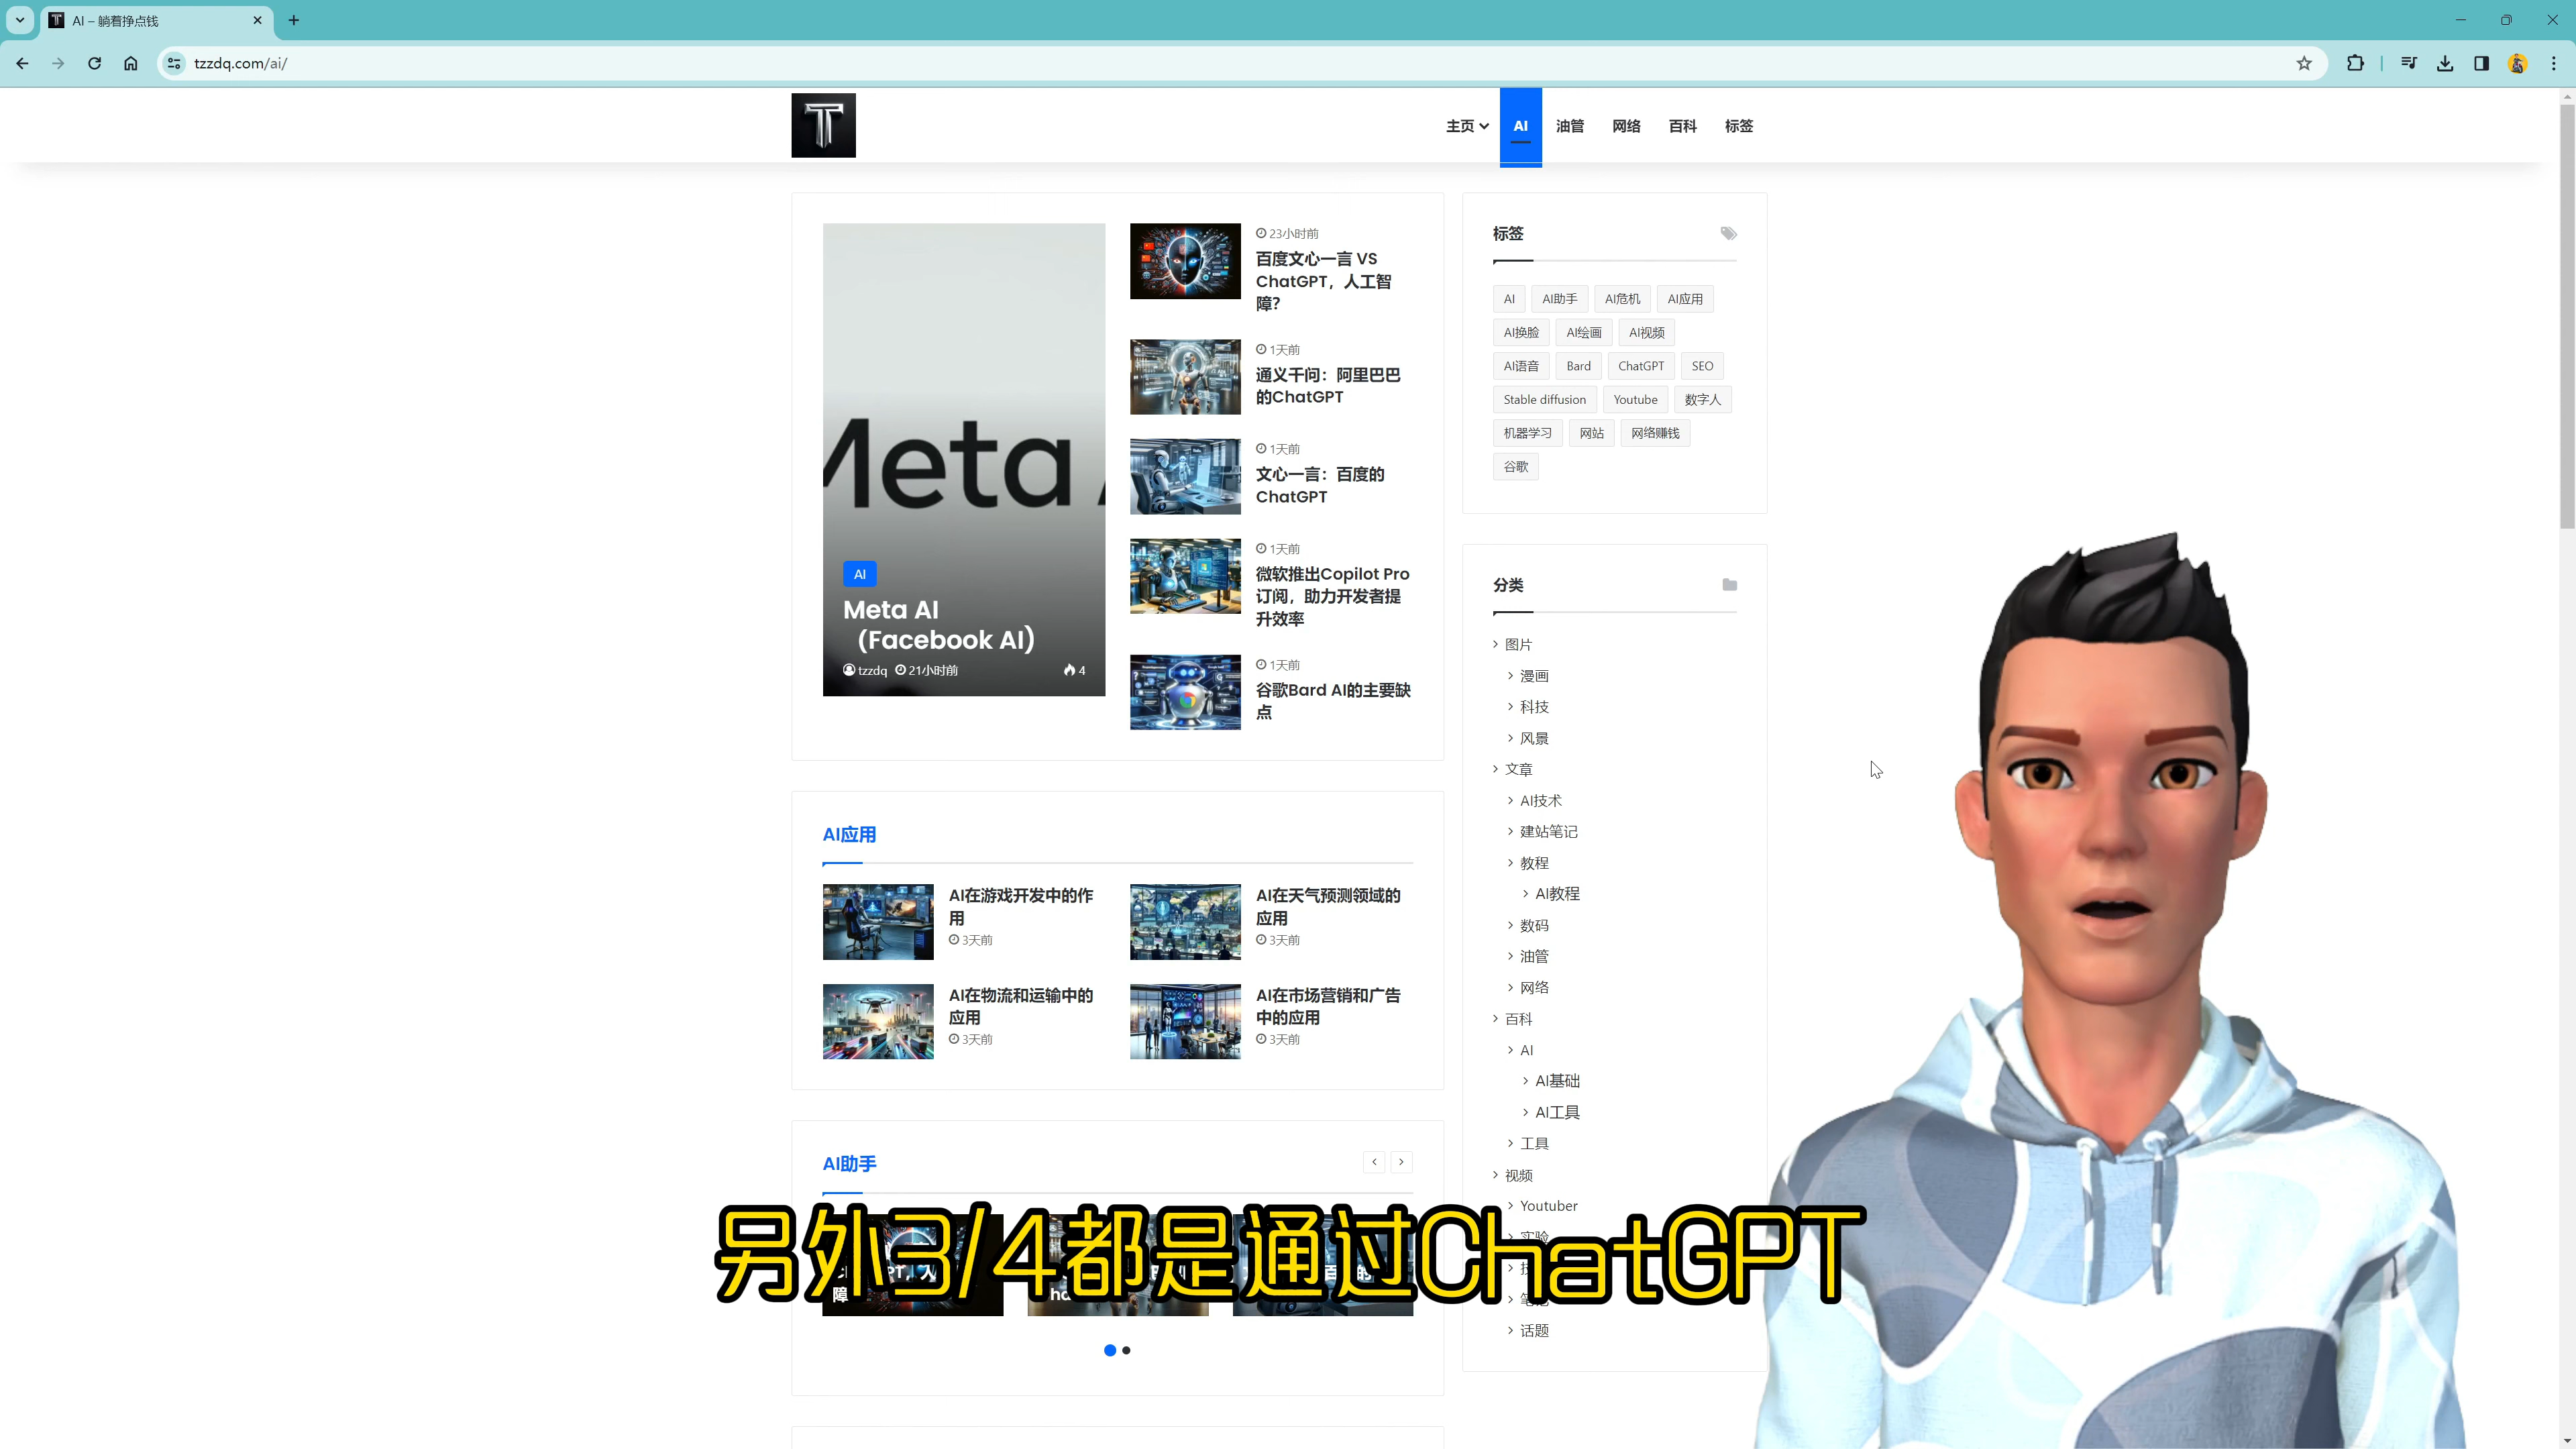 AI – 躺着挣点钱
tzzdq.com/ai/
T
主页
AI
油管
网络
百科
标签
Meta A
AI
Meta AI
（Facebook AI）
tzzdq
21小时前
4
23小时前
百度文心一言 VS
ChatGPT，人工智
障？
1天前
通义千问：阿里巴巴
的ChatGPT
1天前
文心一言：百度的
ChatGPT
1天前
微软推出Copilot Pro
订阅，助力开发者提
升效率
1天前
谷歌Bard AI的主要缺
点
AI应用
AI在游戏开发中的作
用
3天前
AI在天气预测领域的
应用
3天前
AI在物流和运输中的
应用
3天前
AI在市场营销和广告
中的应用
3天前
AI助手
障
标签
AI AI助手 AI危机 AI应用
AI换脸 AI绘画 AI视频
AI语音 Bard ChatGPT SEO
Stable diffusion Youtube 数字人
机器学习 网站 网络赚钱
谷歌
分类
图片
漫画
科技
风景
文章
AI技术
建站笔记
教程
AI教程
数码
油管
网络
百科
AI
AI基础
AI工具
工具
视频
Youtuber
实验
笔记
话题
另外3/4都是通过ChatGPT